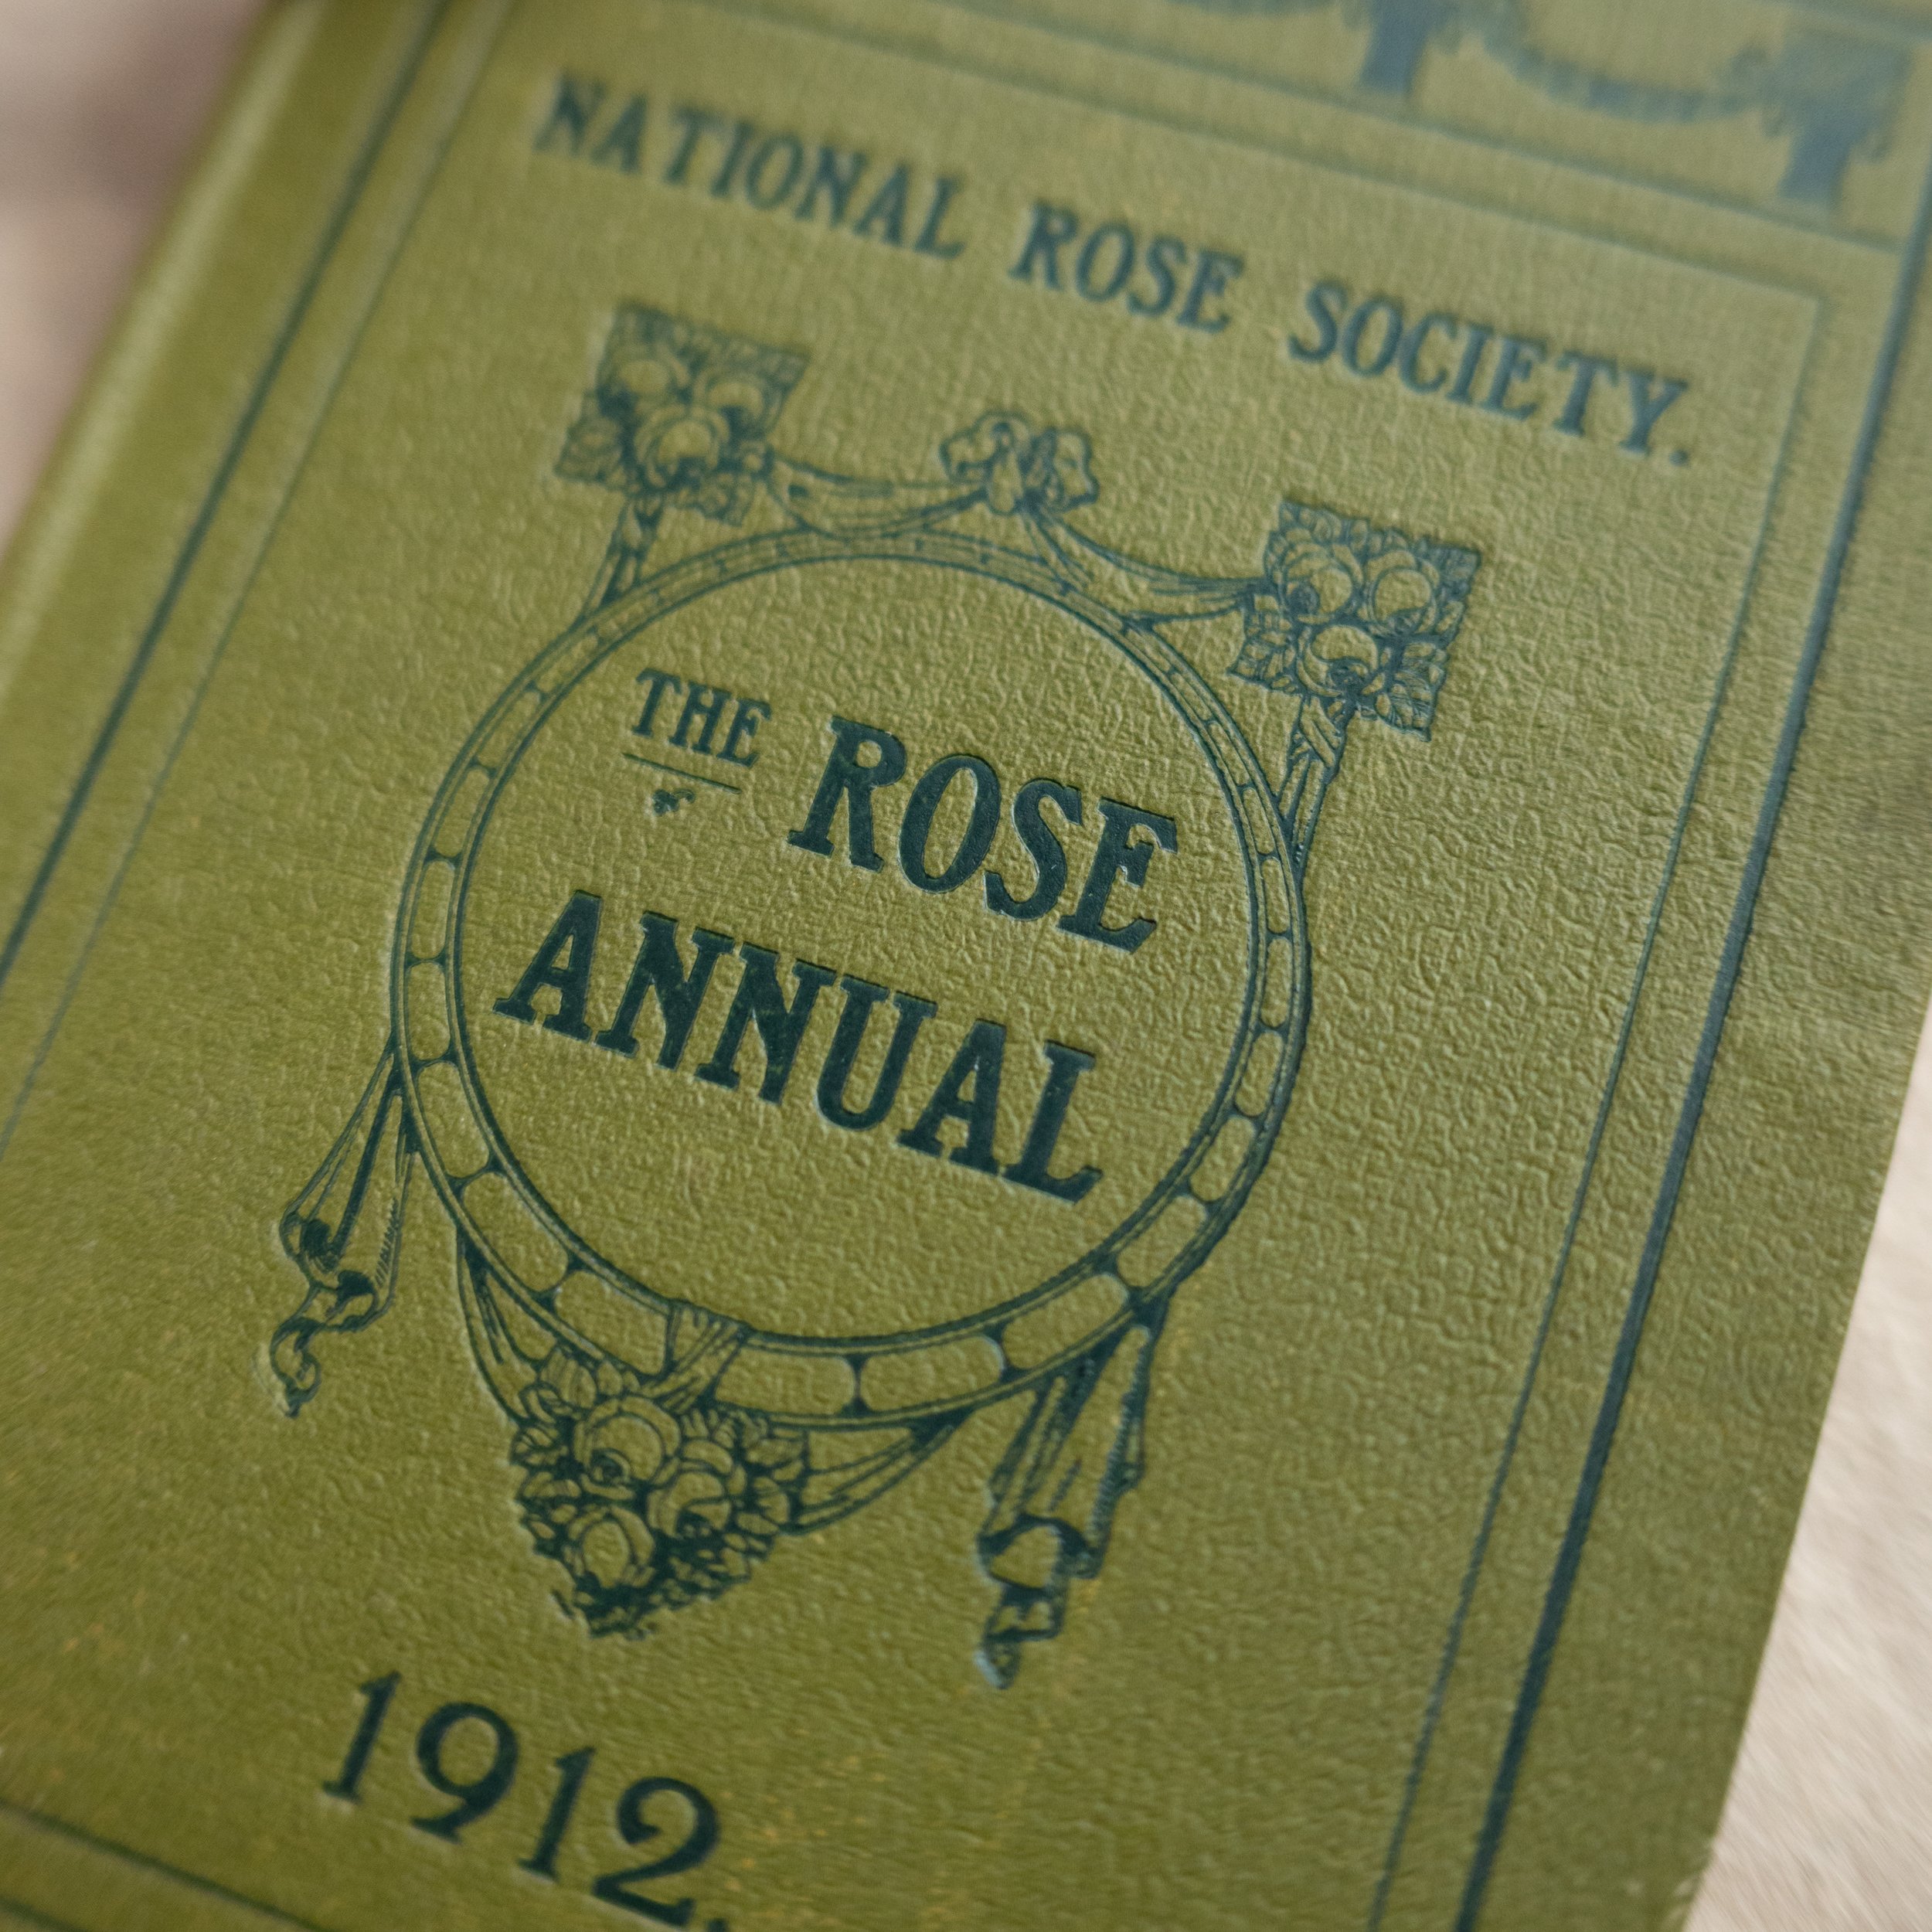 NATIONAL ROSE SOCIETY.
THE ROSE
ANNUAL
1912.